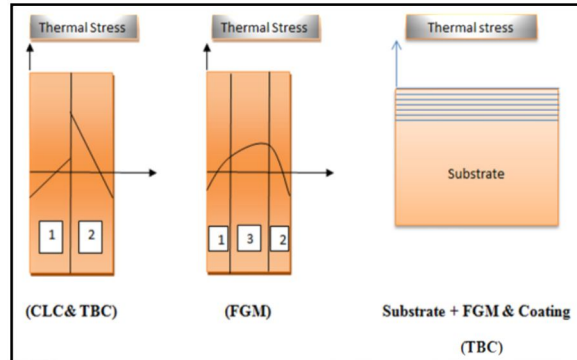 Thermal Stress
Thermal Stress
Thermal stress
Substrate
1
2
1
3
2
(CLC& TBC)
(FGM)
Substrate + FGM & Coating
(TBC)